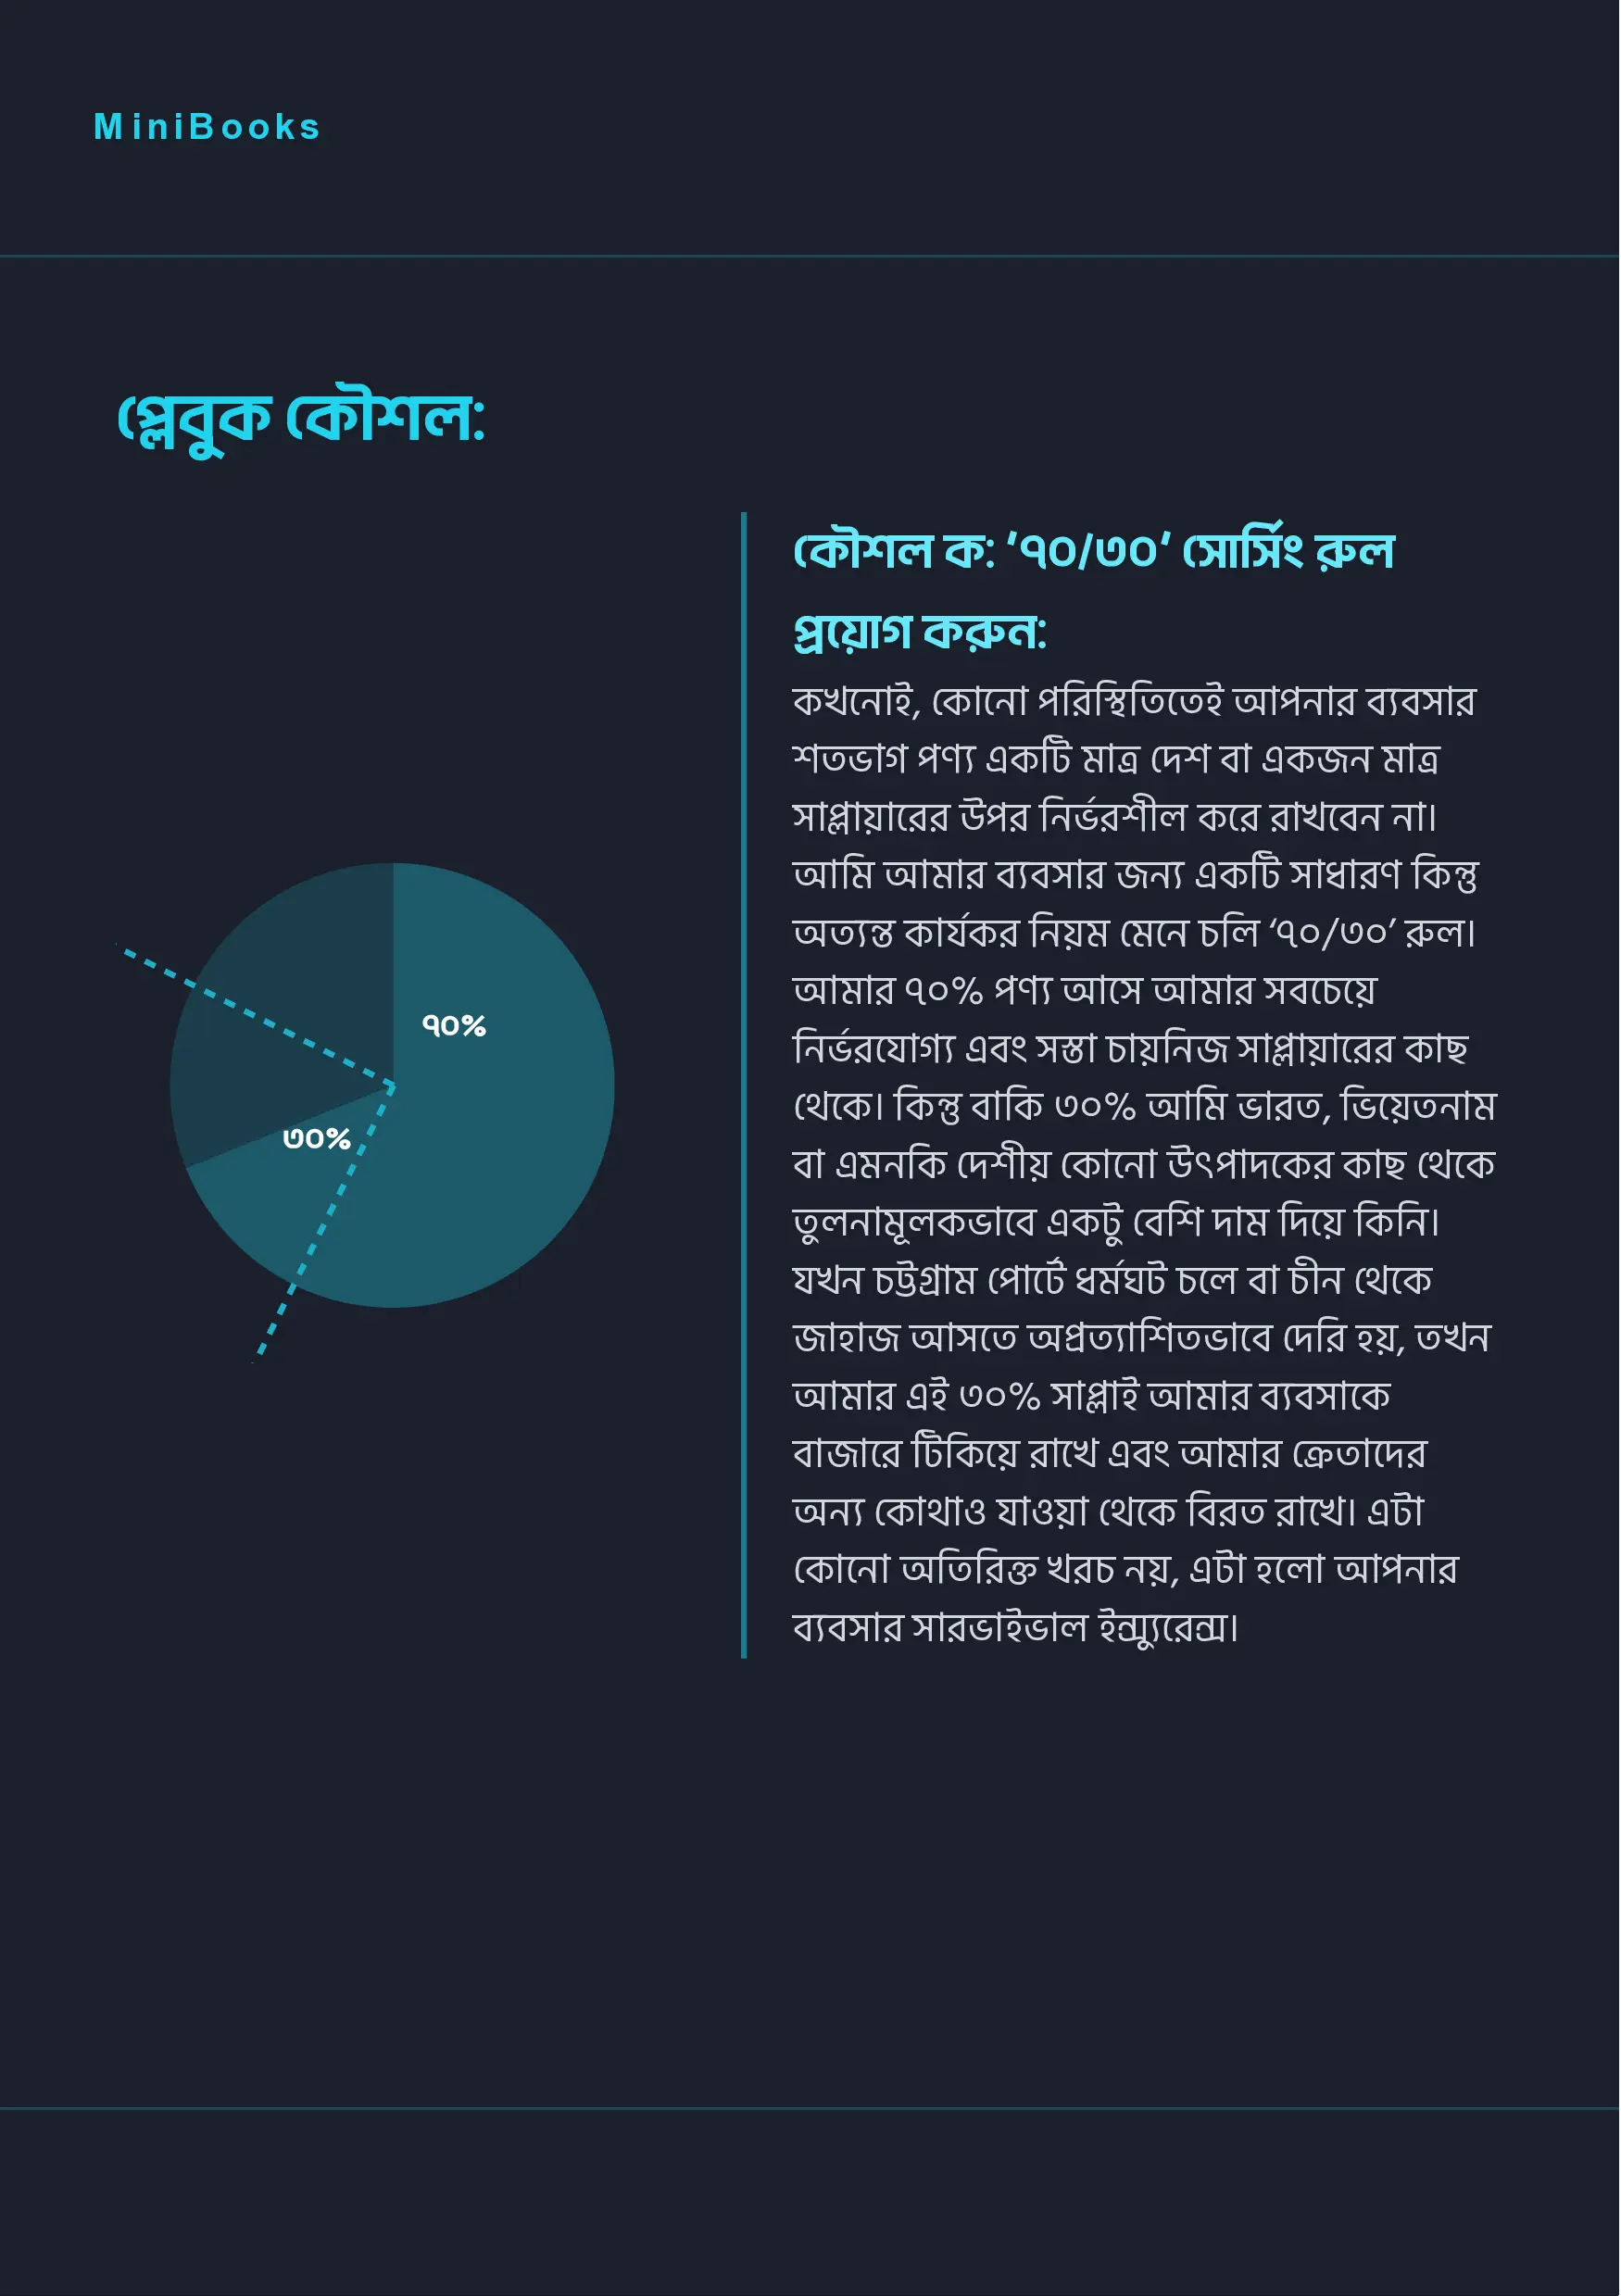 MiniBooks
প্লেবুক কৌশল:
কৌশল ক: ‘৭০/৩০‘ সোর্সিং রুল
প্রয়োগ করুন:
কখনোই, কোনো পরিস্থিতিতেই আপনার ব্যবসার
শতভাগ পণ্য একটি মাত্র দেশ বা একজন মাত্র
সাপ্লায়ারের উপর নির্ভরশীল করে রাখবেন না।
আমি আমার ব্যবসার জন্য একটি সাধারণ কিন্তু
অত্যন্ত কার্যকর নিয়ম মেনে চলি ‘৭০/৩০’ রুল।
আমার ৭০% পণ্য আসে আমার সবচেয়ে
নির্ভরযোগ্য এবং সস্তা চায়নিজ সাপ্লায়ারের কাছ
থেকে। কিন্তু বাকি ৩০% আমি ভারত, ভিয়েতনাম
বা এমনকি দেশীয় কোনো উৎপাদকের কাছ থেকে
তুলনামূলকভাবে একটু বেশি দাম দিয়ে কিনি।
যখন চট্টগ্রাম পোর্টে ধর্মঘট চলে বা চীন থেকে
জাহাজ আসতে অপ্রত্যাশিতভাবে দেরি হয়, তখন
আমার এই ৩০% সাপ্লাই আমার ব্যবসাকে
বাজারে টিকিয়ে রাখে এবং আমার ক্রেতাদের
অন্য কোথাও যাওয়া থেকে বিরত রাখে। এটা
কোনো অতিরিক্ত খরচ নয়, এটা হলো আপনার
ব্যবসার সারভাইভাল ইন্স্যুরেন্স।
৭০%
৩০%